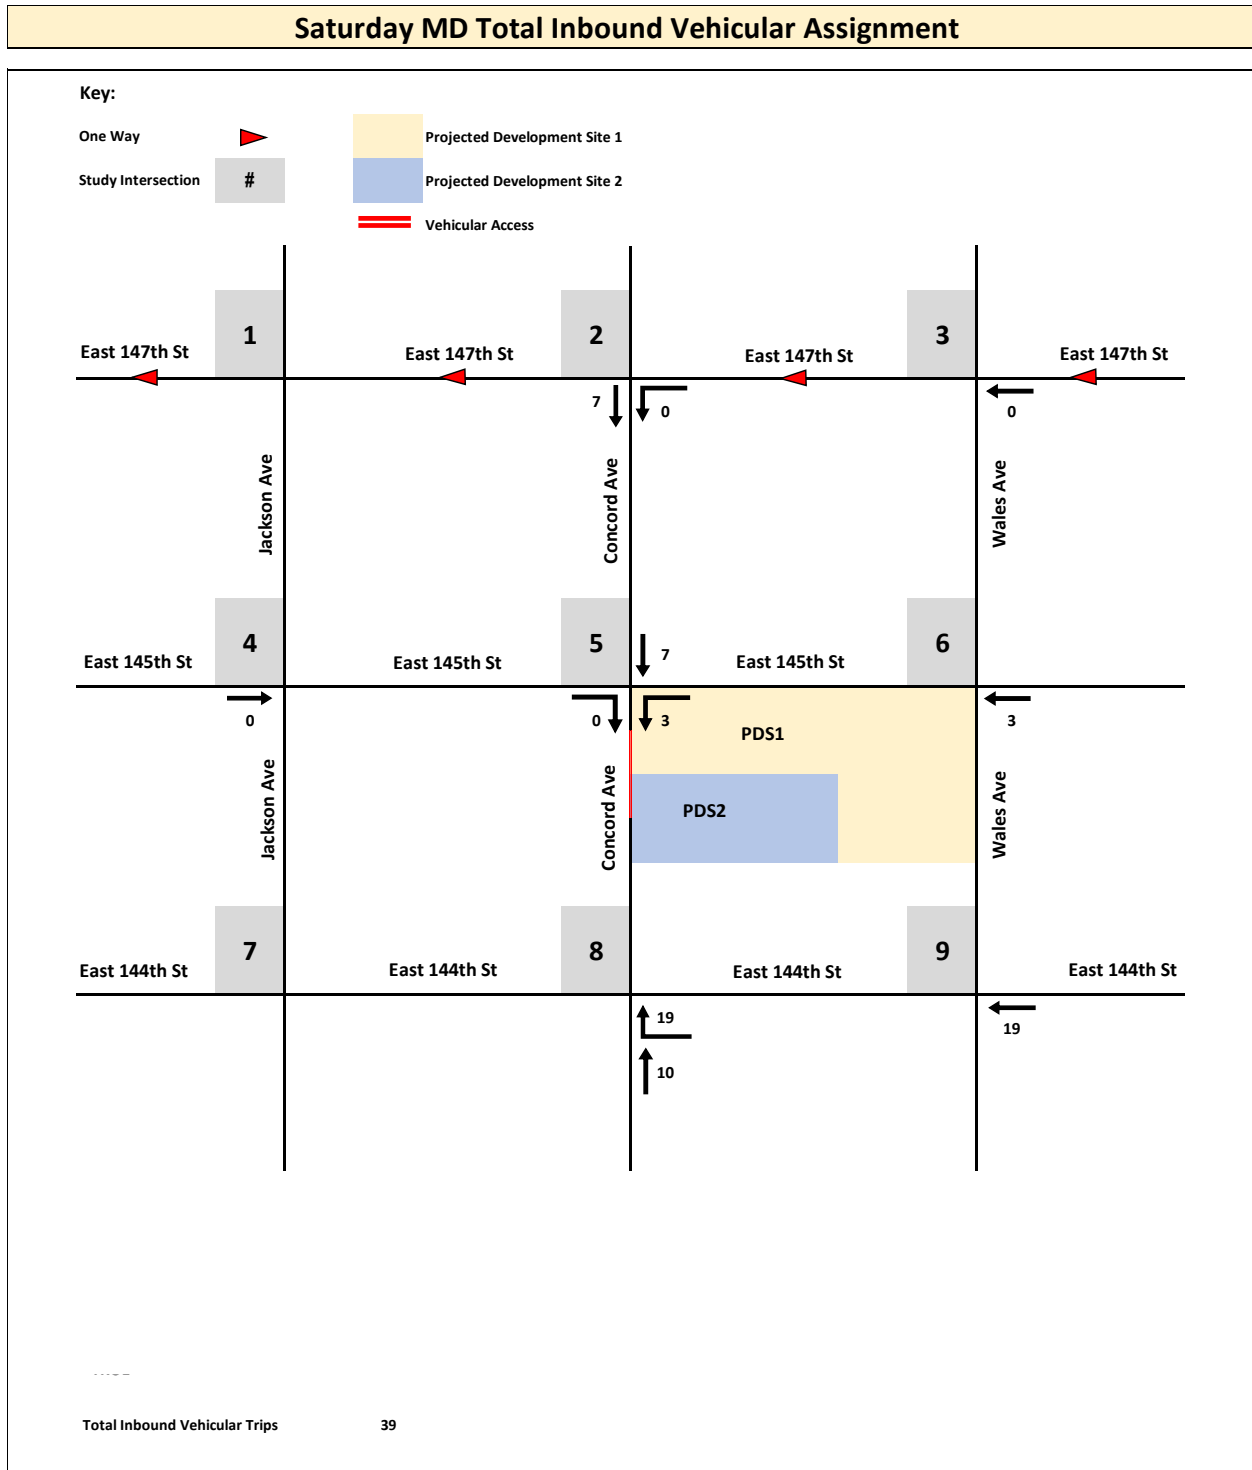 Saturday MD Total Inbound Vehicular Assignment
Key:
One Way
Projected Development Site 1
Study Intersection
#
Projected Development Site 2
Vehicular Access
1
2
3
East 147th St
East 147th St
East 147th St
East 147th St
7
0
0
Jackson Ave
Concord Ave
Wales Ave
4
5
6
East 145th St
East 145th St
7
East 145th St
0
0
3
3
PDS1
Jackson Ave
Concord Ave
PDS2
Wales Ave
7
8
9
East 144th St
East 144th St
East 144th St
East 144th St
19
19
10
Total Inbound Vehicular Trips
39